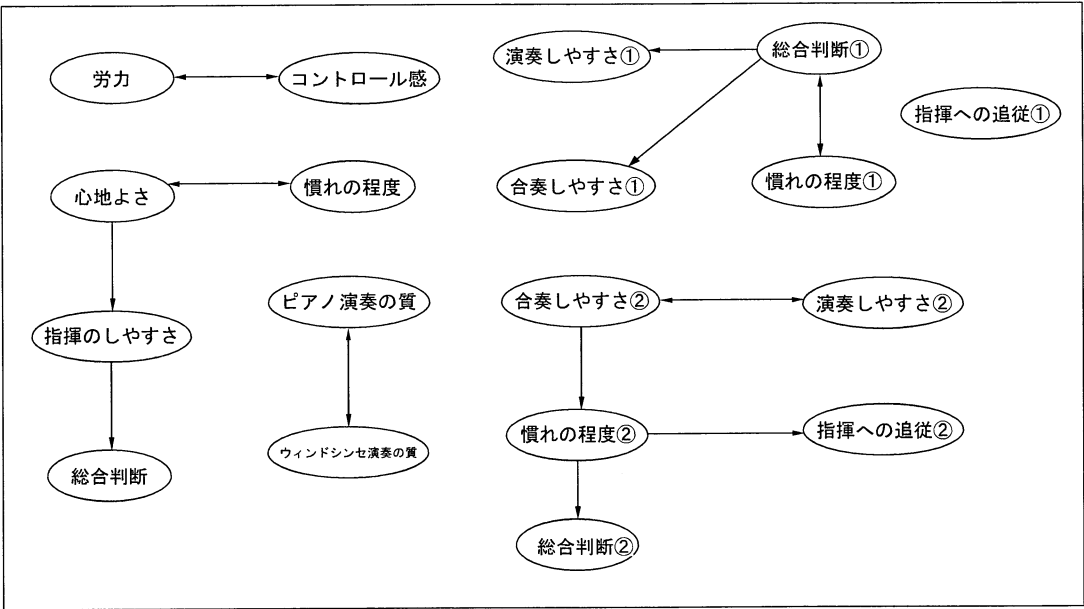 労力
コントロール感
心地よさ
慣れの程度
指揮のしやすさ
ピアノ演奏の質
総合判断
ウィンドシンセ演奏の質
演奏しやすさ①
総合判断①
指揮への追従①
合奏しやすさ①
慣れの程度①
合奏しやすさ②
演奏しやすさ②
慣れの程度②
指揮への追従②
総合判断②